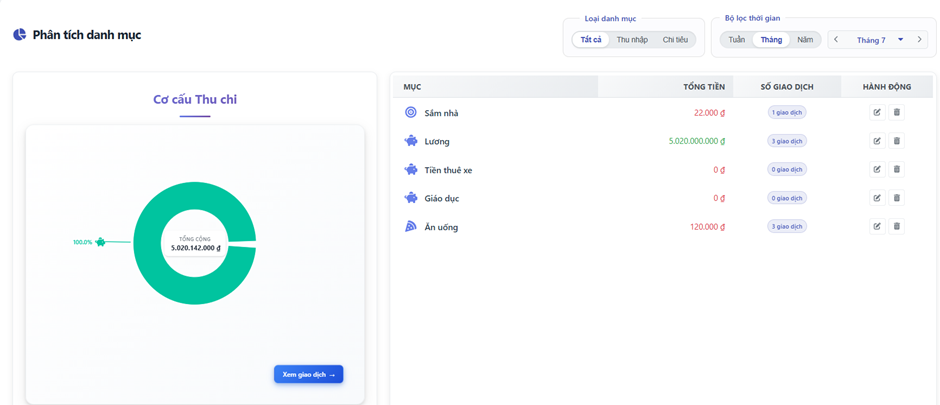 Loại danh mục
Bộ lọc thời gian
Phân tích danh mục
Tất cả Thu nhập Chi tiêu
Tuần Tháng Năm
Tháng 7
Cơ cấu Thu chi
MỤC TỔNG TIỀN SỐ GIAO DỊCH HÀNH ĐỘNG
Sắm nhà 22.000 ₫ 1 giao dịch
Lương 5.020.000.000 ₫ 3 giao dịch
Tiền thuê xe 0 ₫ 0 giao dịch
Giáo dục 0 ₫ 0 giao dịch
Ăn uống 120.000 ₫ 3 giao dịch
100.0%
TỔNG CỘNG
5.020.142.000 ₫
Xem giao dịch →